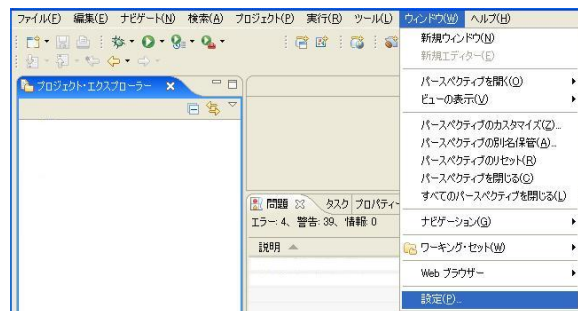 ファイル(F) 編集(E) ナビゲート(N) 検索(A) プロジェクト(P) 実行(R) ツール(L) ウィンドウ(W) ヘルプ(H)
新規ウィンドウ(N)
新規エディター(E)
パースペクティブを開く(O)
ビューの表示(V)
パースペクティブのカスタマイズ(Z)...
パースペクティブの別名保管(A)...
パースペクティブのリセット(R)
パースペクティブを閉じる(C)
すべてのパースペクティブを閉じる(L)
ナビゲーション(G)
ワーキング・セット(W)
Web ブラウザー
設定(P)...
プロジェクト・エクスプローラー
問題 タスク プロパティー
エラー: 4、警告: 39、情報: 0
説明